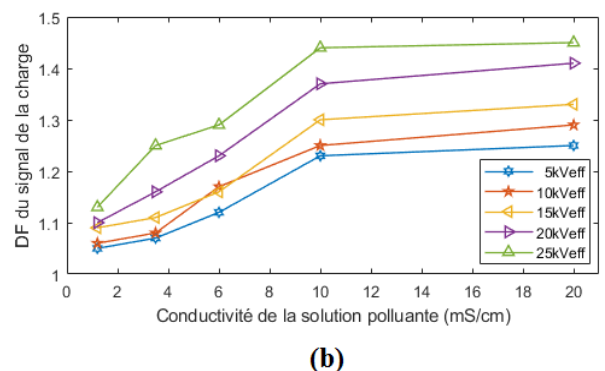 1.5
1.4
1.3
1.2
1.1
1
DF du signal de la charge
5kVeff
10kVeff
15kVeff
20kVeff
25kVeff
0 2 4 6 8 10 12 14 16 18 20
Conductivité de la solution polluante (mS/cm)
(b)